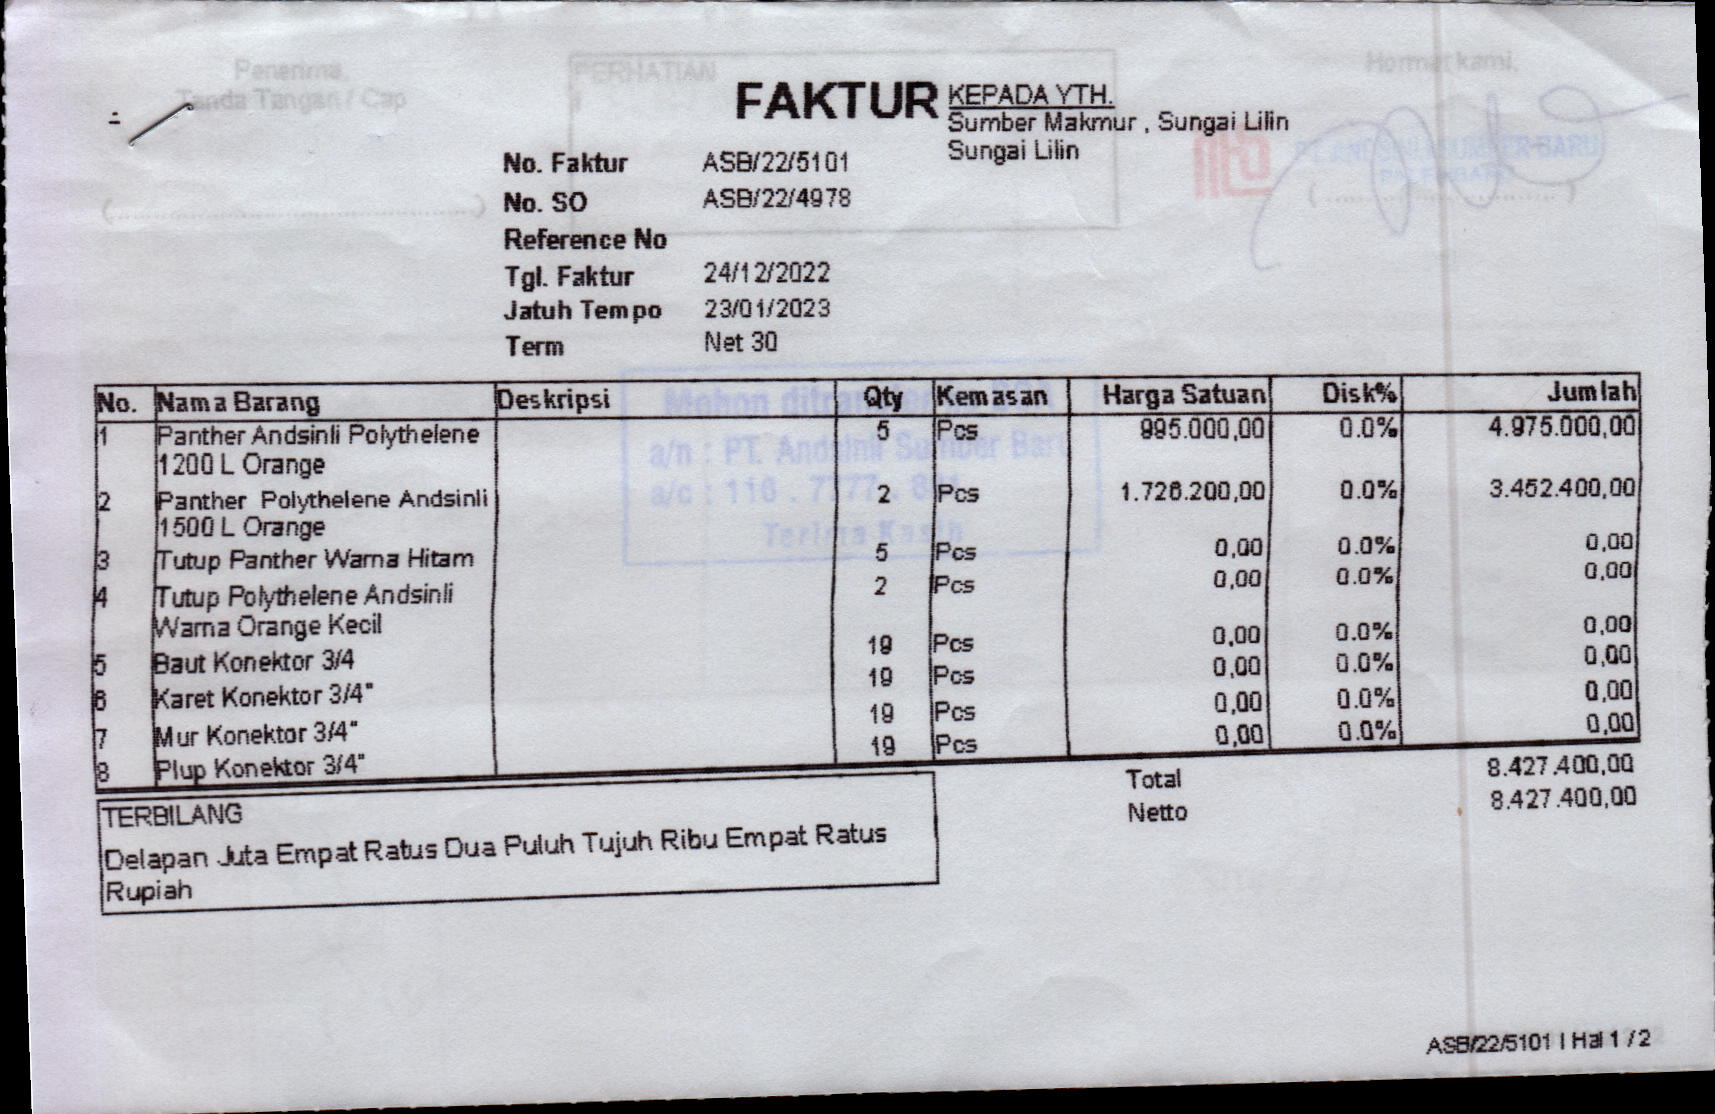 Penerima,
Tanda Tangan / Cap
PERHATIAN
Hormat kami,
FAKTUR
KEPADA YTH.
Sumber Makmur , Sungai Lilin
Sungai Lilin
No. Faktur ASB/22/5101
No. SO ASB/22/4978
Reference No
Tgl. Faktur 24/12/2022
Jatuh Tempo 23/01/2023
Term Net 30
Mohon ditransfer BCA
a/n : PT. Andsinli Sumber Baru
a/c : 116 . 7777 .
Terima Kasih
No. Nama Barang Deskripsi Qty Kemasan Harga Satuan Disk% Jumlah
1 Panther Andsinli Polythelene 5 Pcs 995.000,00 0.0% 4.975.000,00
1200 L Orange
2 Panther Polythelene Andsinli 2 Pcs 1.726.200,00 0.0% 3.452.400,00
1500 L Orange
3 Tutup Panther Warna Hitam 5 Pcs 0,00 0.0% 0,00
4 Tutup Polythelene Andsinli 2 Pcs 0,00 0.0% 0,00
Warna Orange Kecil
5 Baut Konektor 3/4 19 Pcs 0,00 0.0% 0,00
6 Karet Konektor 3/4" 19 Pcs 0,00 0.0% 0,00
7 Mur Konektor 3/4" 19 Pcs 0,00 0.0% 0,00
8 Plup Konektor 3/4" 19 Pcs 0,00 0.0% 0,00
Total 8.427.400,00
Netto 8.427.400,00
TERBILANG
Delapan Juta Empat Ratus Dua Puluh Tujuh Ribu Empat Ratus
Rupiah
ASB/22/5101 | Hal 1 / 2